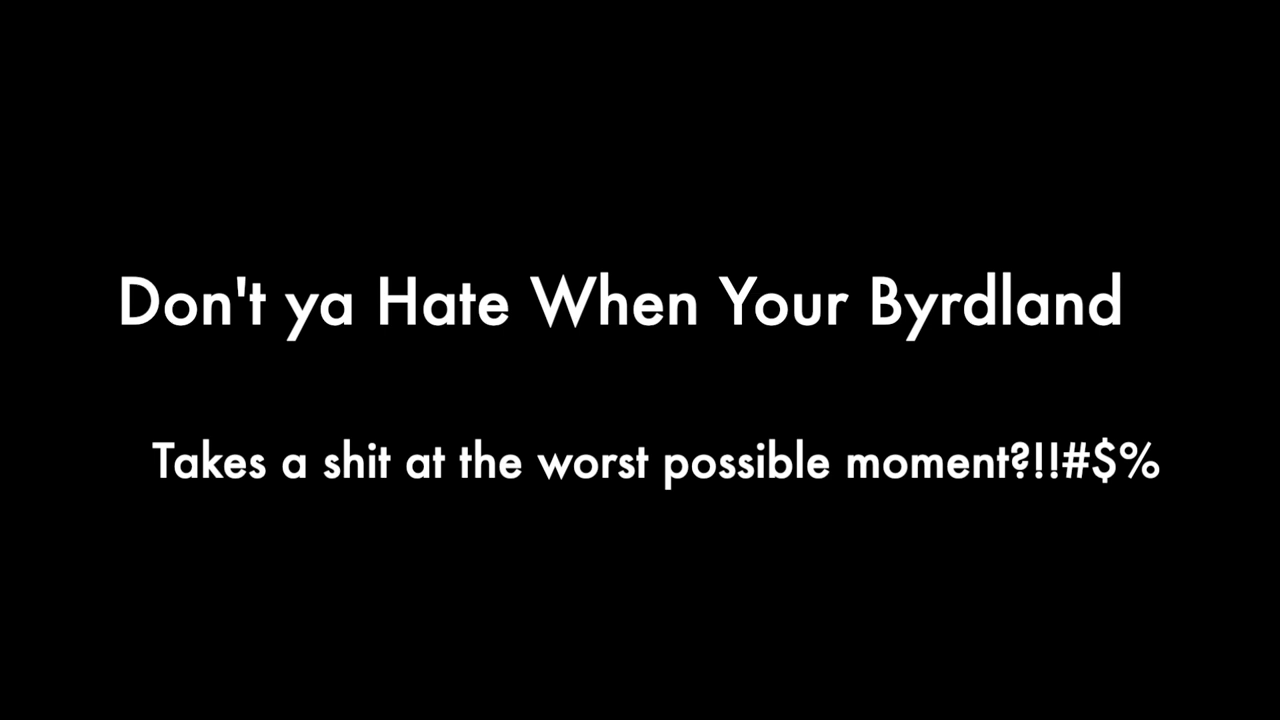 Don't ya Hate When Your Byrdland
Takes a shit at the worst possible moment?!!#$%